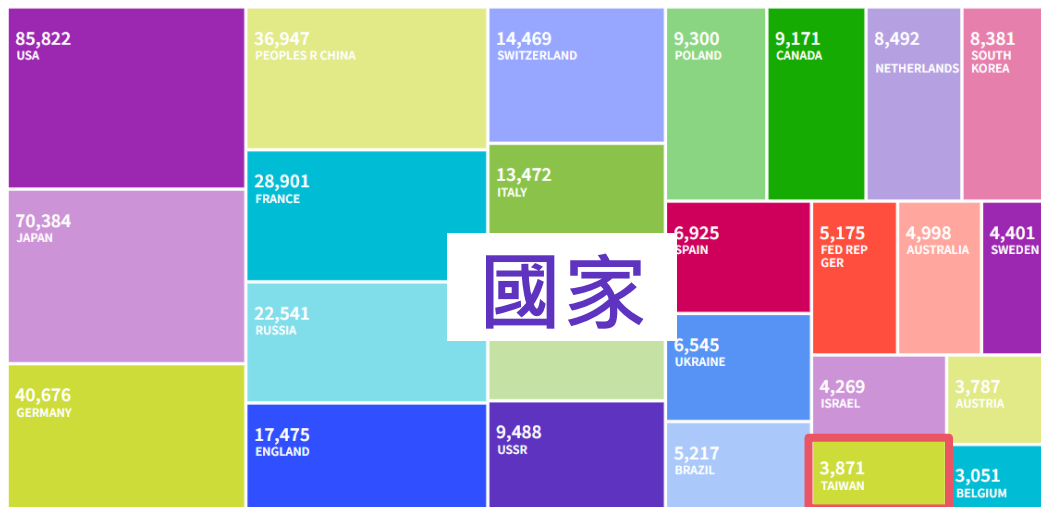 85,822
USA
70,384
JAPAN
40,676
GERMANY
36,947
PEOPLES R CHINA
28,901
FRANCE
22,541
RUSSIA
17,475
ENGLAND
14,469
SWITZERLAND
13,472
ITALY
國家
9,488
USSR
9,300
POLAND
9,171
CANADA
8,492
NETHERLANDS
8,381
SOUTH
KOREA
6,925
SPAIN
6,545
UKRAINE
5,217
BRAZIL
5,175
FED REP
GER
4,998
AUSTRALIA
4,401
SWEDEN
4,269
ISRAEL
3,871
TAIWAN
3,787
AUSTRIA
3,051
BELGIUM